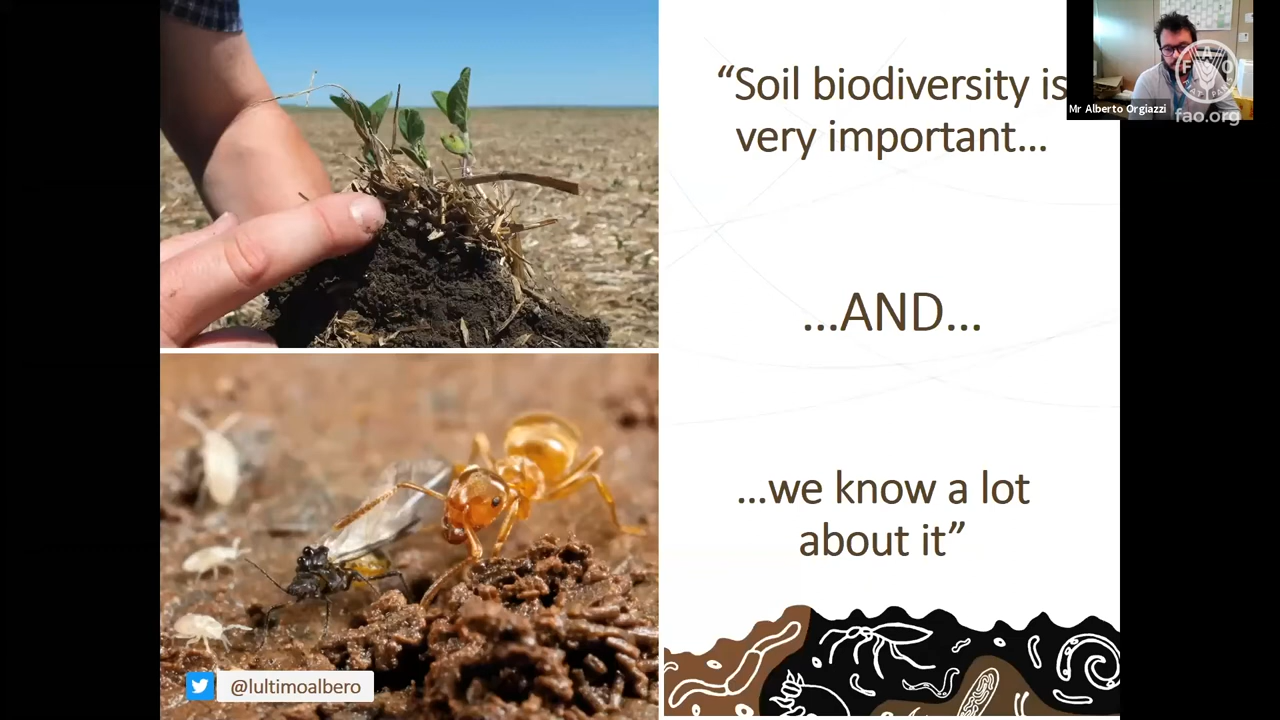 “Soil biodiversity is
very important...
...AND...
...we know a lot
about it”
@lultimoalbero
Mr Alberto Orgiazzi
F A O
fao.org